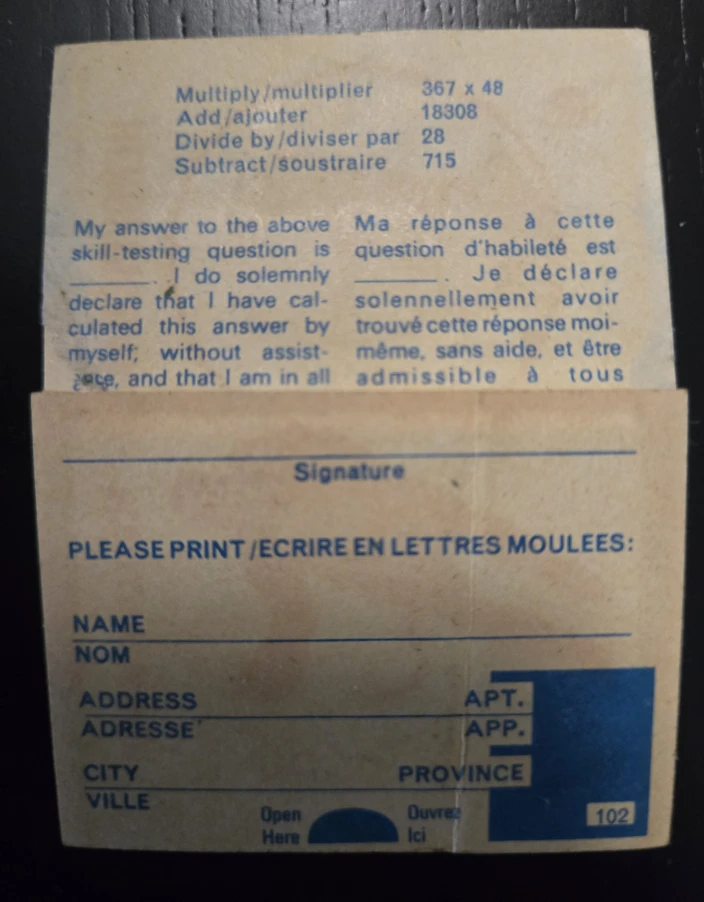 Multiply/multiplier 367 x 48
Add/ajouter 18308
Divide by/diviser par 28
Subtract/soustraire 715
My answer to the above
skill-testing question is
________. I do solemnly
declare that I have cal-
culated this answer by
myself, without assist-
ance, and that I am in all
Ma réponse à cette
question d'habileté est
________. Je déclare
solennellement avoir
trouvé cette réponse moi-
même, sans aide, et être
admissible à tous
Signature
PLEASE PRINT/ECRIRE EN LETTRES MOULEES:
NAME
NOM
ADDRESS APT.
ADRESSE APP.
CITY PROVINCE
VILLE
Open
Here
Ouvrez
Ici
102